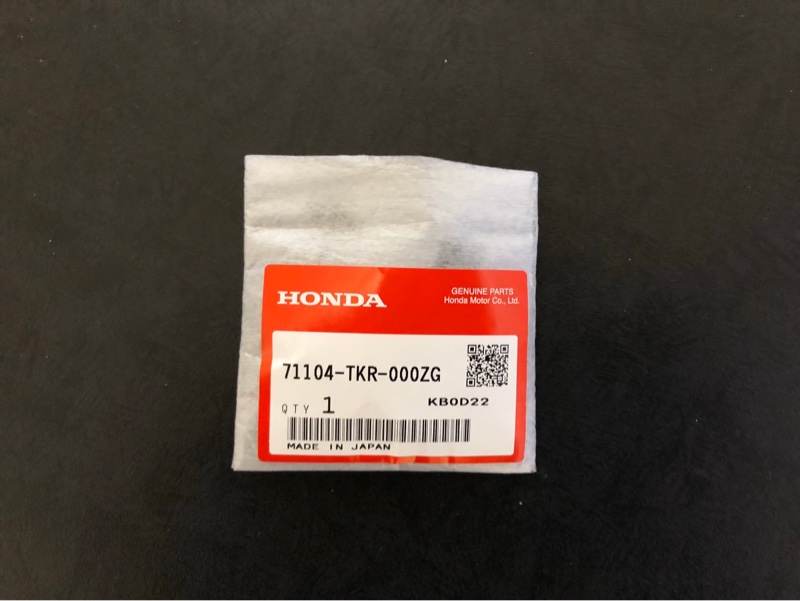 HONDA
GENUINE PARTS
Honda Motor Co., Ltd.
71104-TKR-000ZG
QTY 1
KB0D22
MADE IN JAPAN